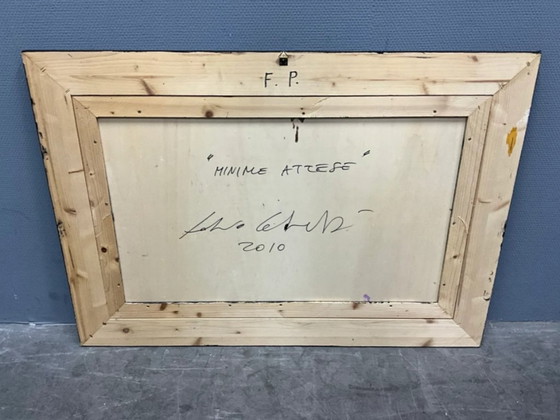 F. P.
"MINIME ATTESE"
2010